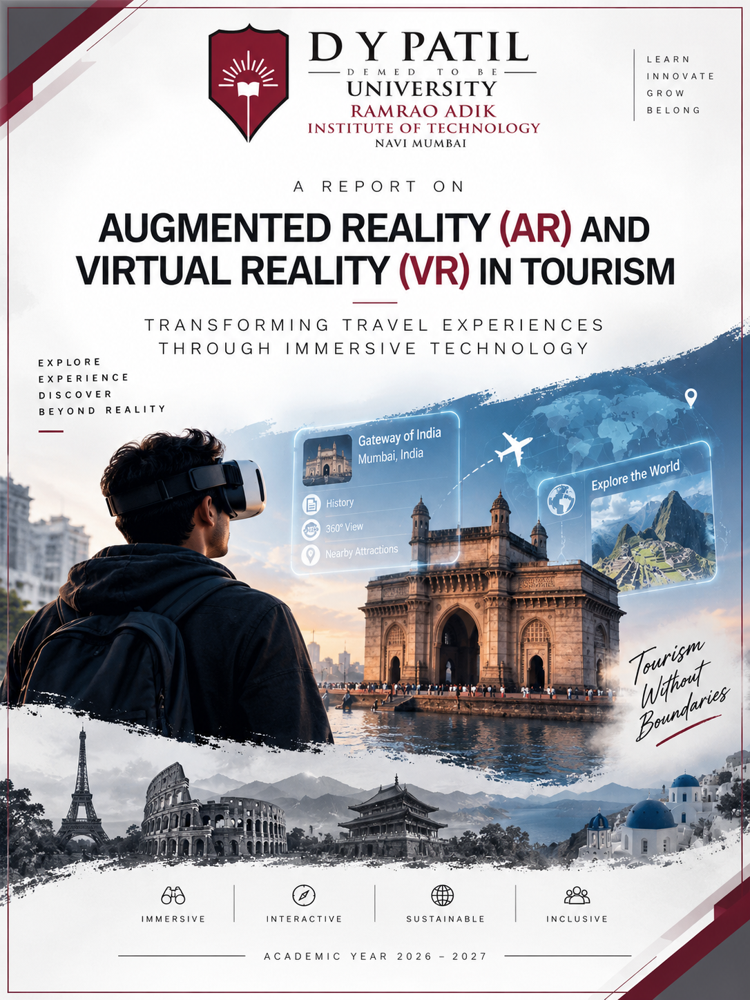 D Y PATIL
DEMED TO BE
UNIVERSITY
RAMRAO ADIK
INSTITUTE OF TECHNOLOGY
NAVI MUMBAI
LEARN
INNOVATE
GROW
BELONG
A REPORT ON
AUGMENTED REALITY (AR) AND
VIRTUAL REALITY (VR) IN TOURISM
TRANSFORMING TRAVEL EXPERIENCES
THROUGH IMMERSIVE TECHNOLOGY
EXPLORE
EXPERIENCE
DISCOVER
BEYOND REALITY
Gateway of India
Mumbai, India
History
360° View
Nearby Attractions
Explore the World
Tourism
Without
Boundaries
IMMERSIVE
INTERACTIVE
SUSTAINABLE
INCLUSIVE
ACADEMIC YEAR 2026 – 2027